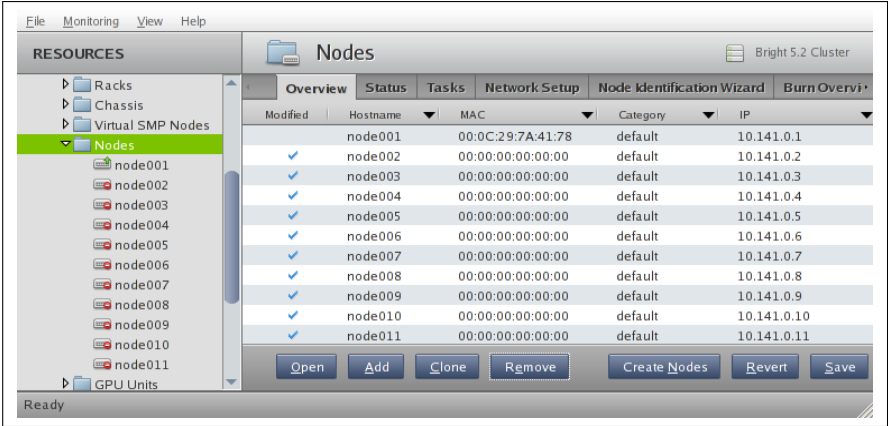 File Monitoring View Help
RESOURCES
Racks
Chassis
Virtual SMP Nodes
Nodes
node001
node002
node003
node004
node005
node006
node007
node008
node009
node010
node011
GPU Units
Nodes Bright 5.2 Cluster
Overview Status Tasks Network Setup Node Identification Wizard Burn Overvi
Modified Hostname MAC Category IP
node001 00:0C:29:7A:41:78 default 10.141.0.1
node002 00:00:00:00:00:00 default 10.141.0.2
node003 00:00:00:00:00:00 default 10.141.0.3
node004 00:00:00:00:00:00 default 10.141.0.4
node005 00:00:00:00:00:00 default 10.141.0.5
node006 00:00:00:00:00:00 default 10.141.0.6
node007 00:00:00:00:00:00 default 10.141.0.7
node008 00:00:00:00:00:00 default 10.141.0.8
node009 00:00:00:00:00:00 default 10.141.0.9
node010 00:00:00:00:00:00 default 10.141.0.10
node011 00:00:00:00:00:00 default 10.141.0.11
Open Add Clone Remove Create Nodes Revert Save
Ready